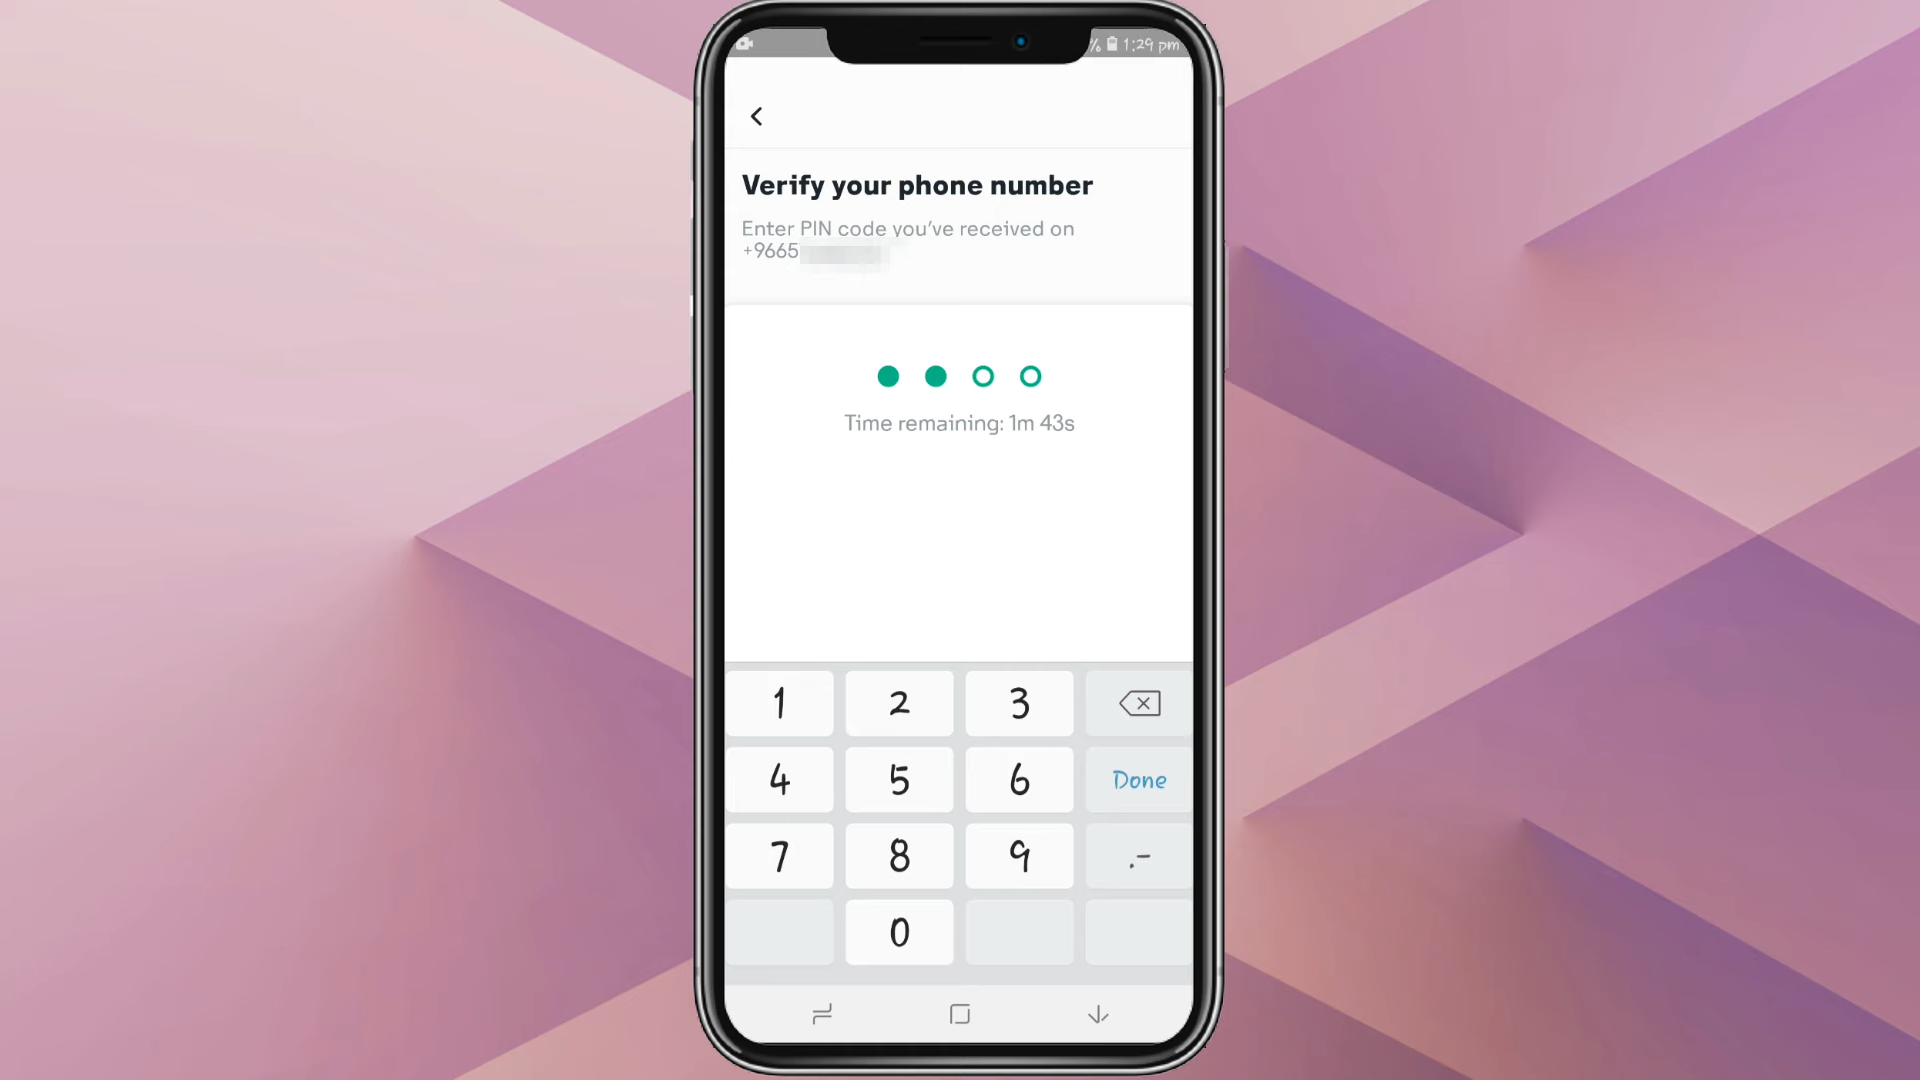 % 1:29 pm
Verify your phone number
Enter PIN code you've received on
+9665
Time remaining: 1m 43s
1 2 3
4 5 6 Done
7 8 9 .-
0